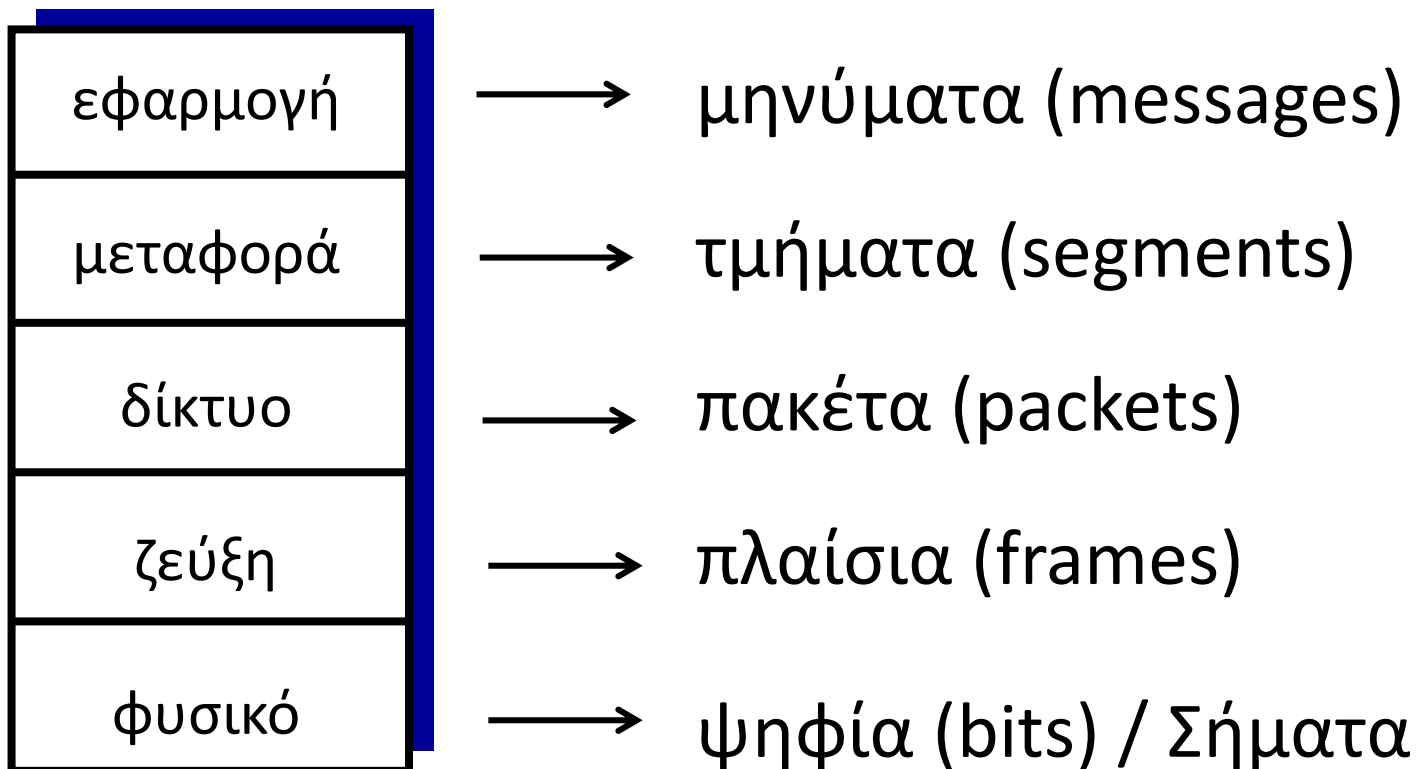 εφαρμογή μηνύματα (messages)
μεταφορά τμήματα (segments)
δίκτυο πακέτα (packets)
ζεύξη πλαίσια (frames)
φυσικό ψηφία (bits) / Σήματα